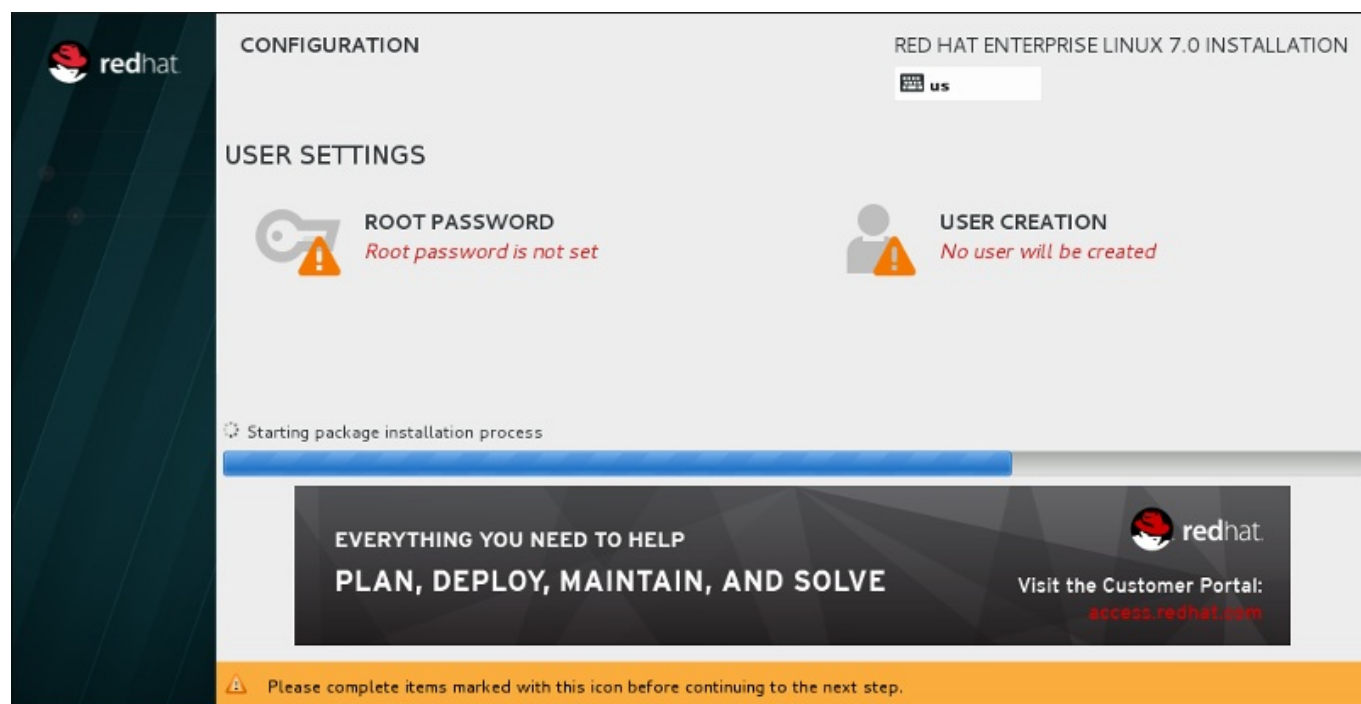 redhat
CONFIGURATION
RED HAT ENTERPRISE LINUX 7.0 INSTALLATION
us
USER SETTINGS
ROOT PASSWORD
Root password is not set
USER CREATION
No user will be created
Starting package installation process
EVERYTHING YOU NEED TO HELP
PLAN, DEPLOY, MAINTAIN, AND SOLVE
redhat.
Visit the Customer Portal:
access.redhat.com
Please complete items marked with this icon before continuing to the next step.